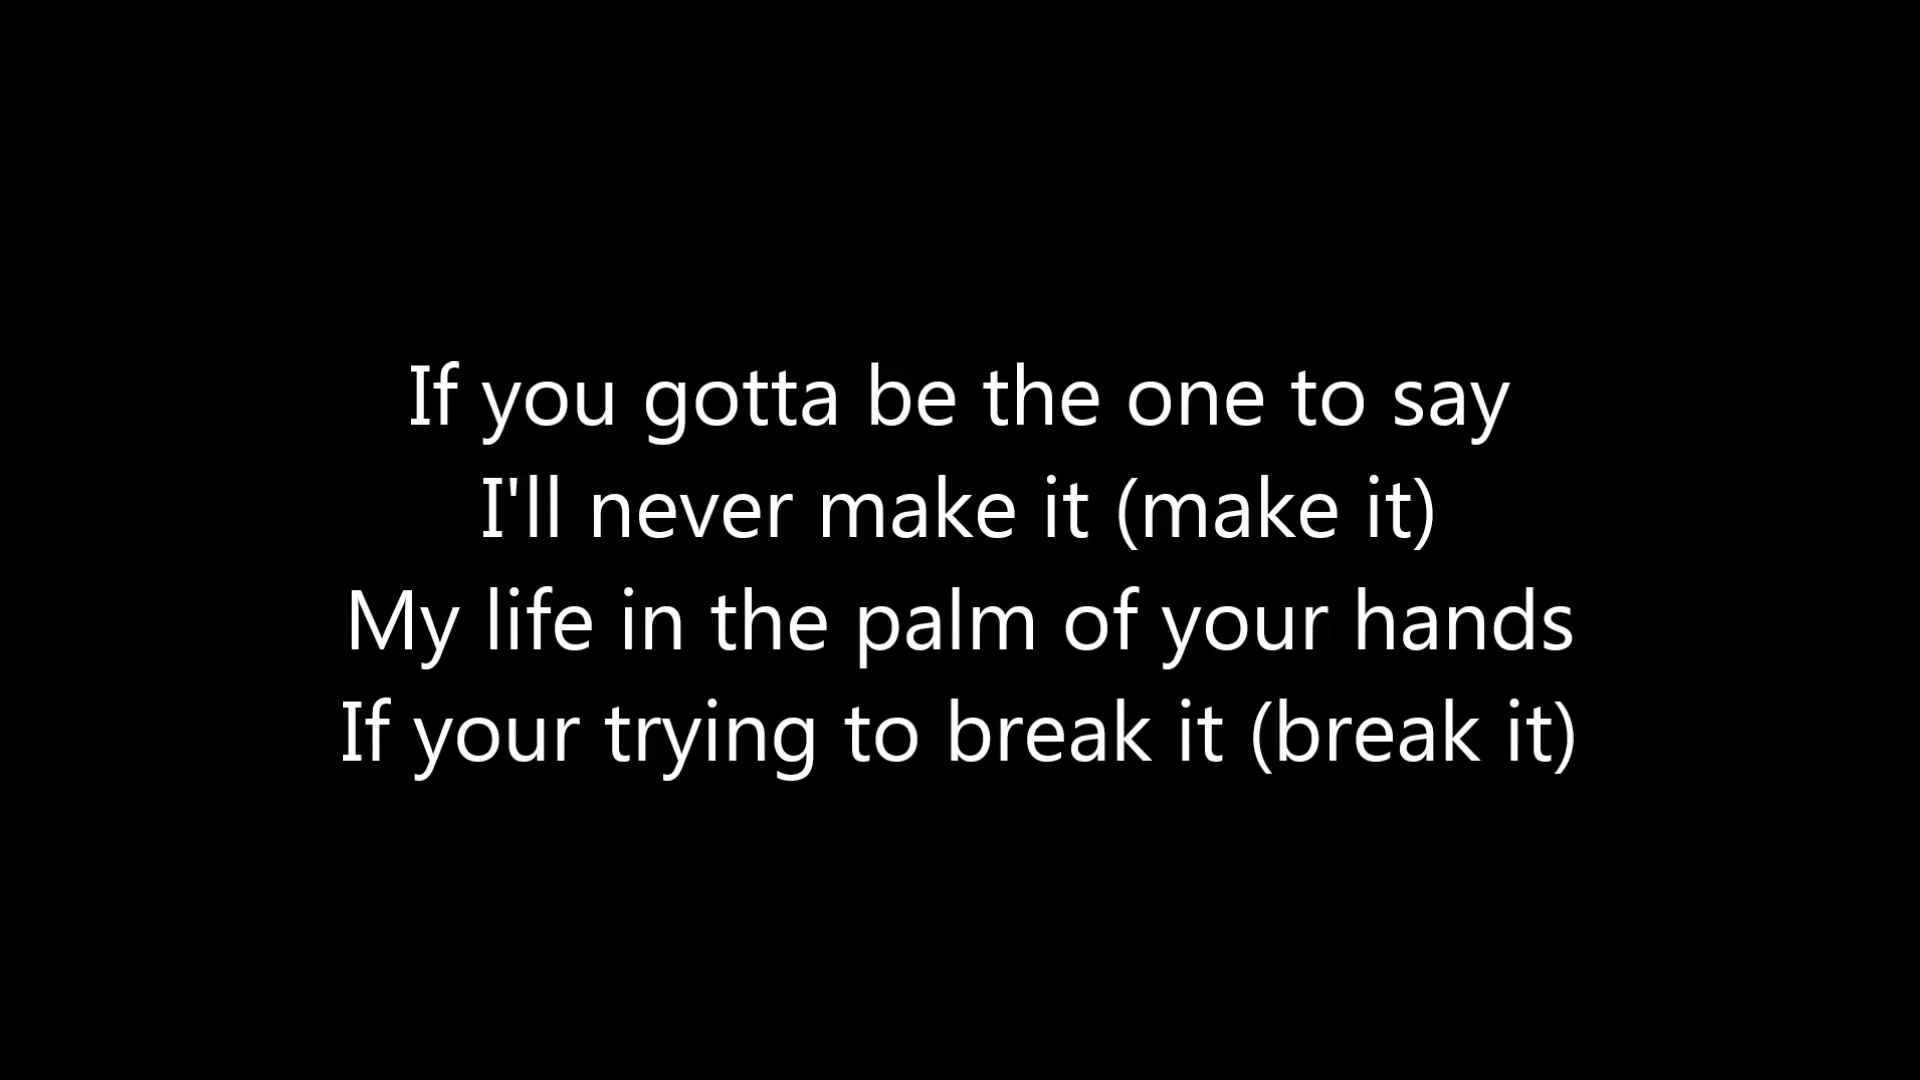 If you gotta be the one to say
I'll never make it (make it)
My life in the palm of your hands
If your trying to break it (break it)